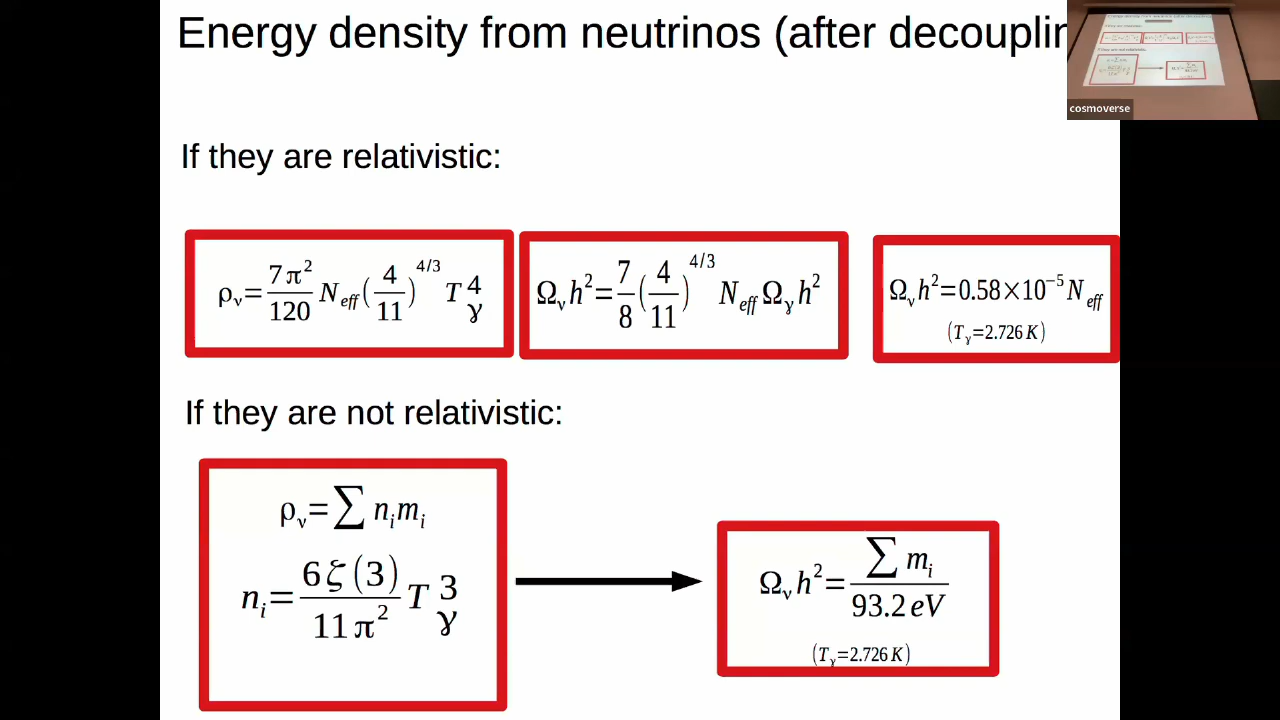 Energy density from neutrinos (after decouplin
cosmoverse
If they are relativistic:
ρ_ν=7π²/120 N_eff(4/11)^4/3 T_γ^4
Ω_ν h²=7/8(4/11)^4/3 N_eff Ω_γ h²
Ω_ν h²=0.58×10⁻⁵ N_eff
(T_γ=2.726 K)
If they are not relativistic:
ρ_ν=∑ n_i m_i
n_i=6ζ(3)/11π² T_γ^3
Ω_ν h²=∑ m_i/93.2 eV
(T_γ=2.726 K)